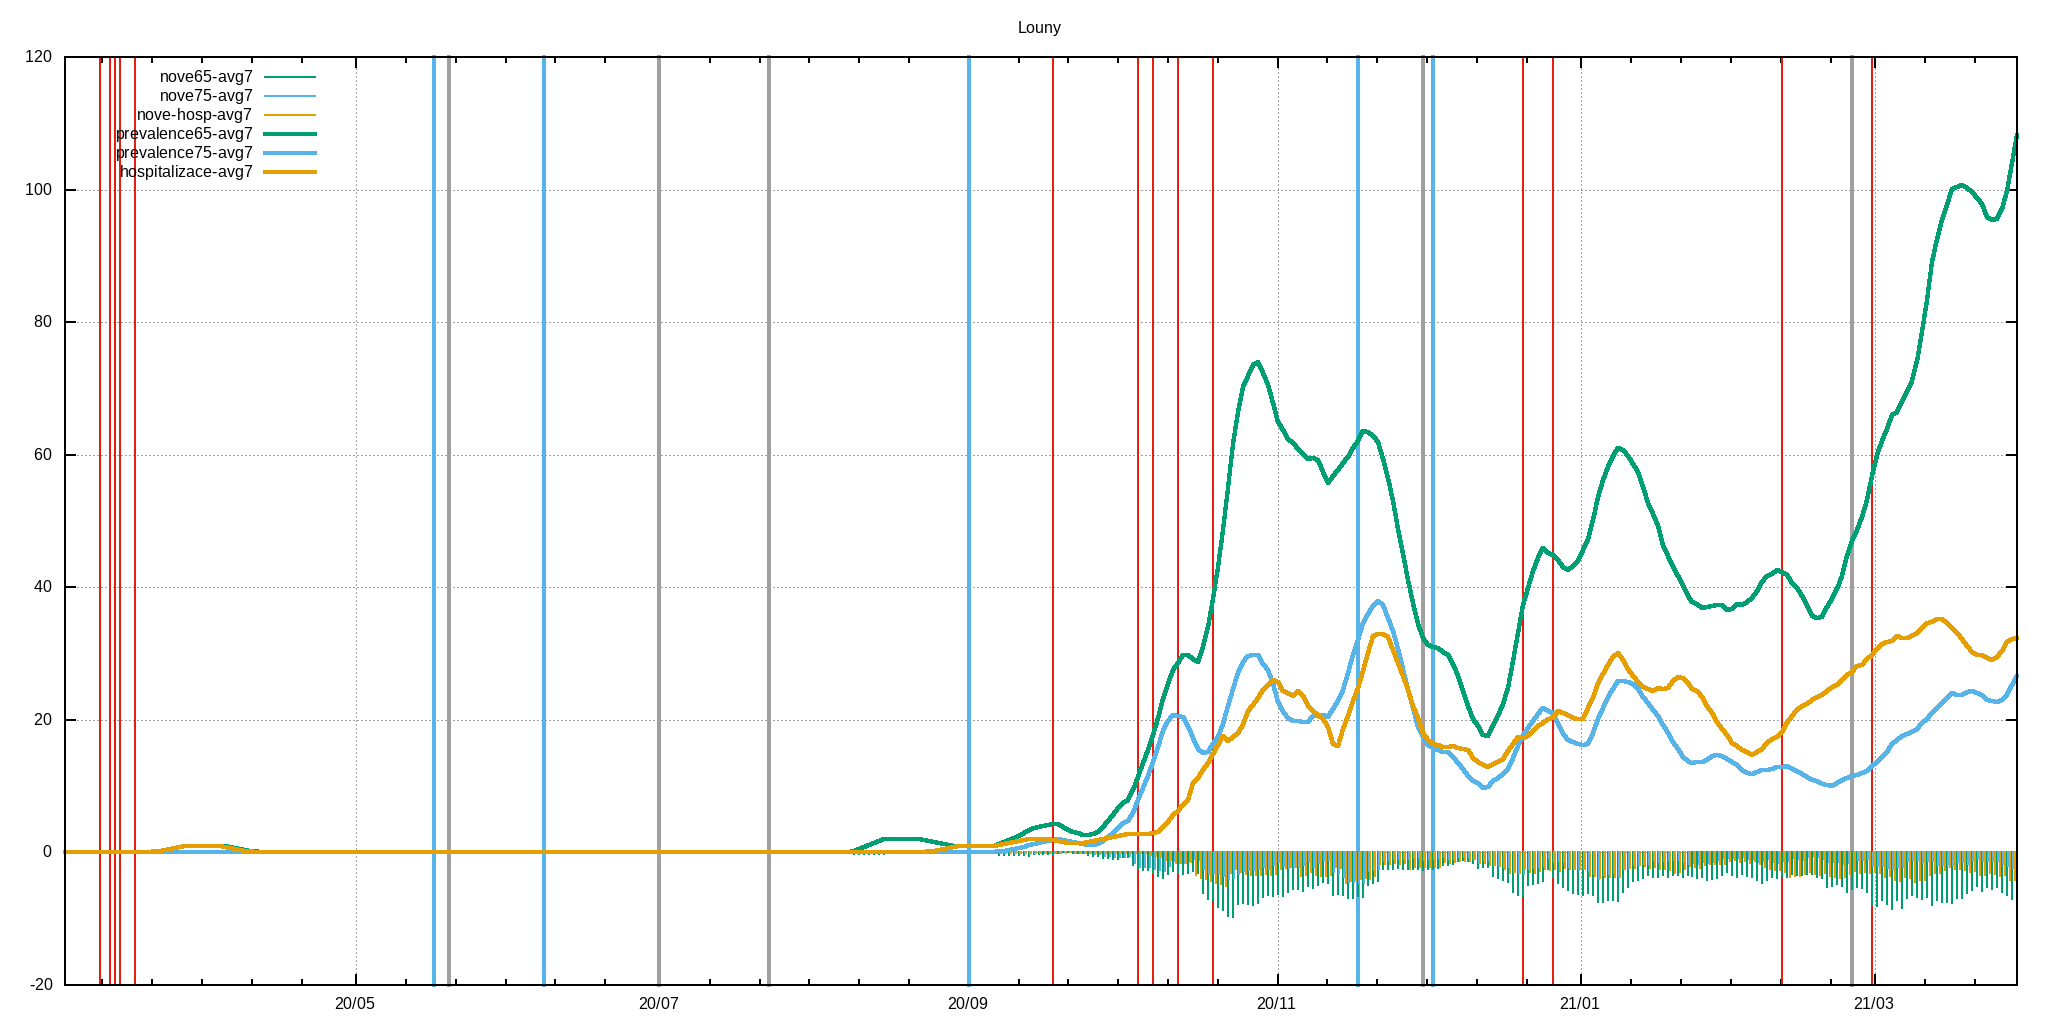 Louny
120
100
80
60
40
20
0
-20
nove65-avg7
nove75-avg7
nove-hosp-avg7
prevalence65-avg7
prevalence75-avg7
hospitalizace-avg7
20/05
20/07
20/09
20/11
21/01
21/03